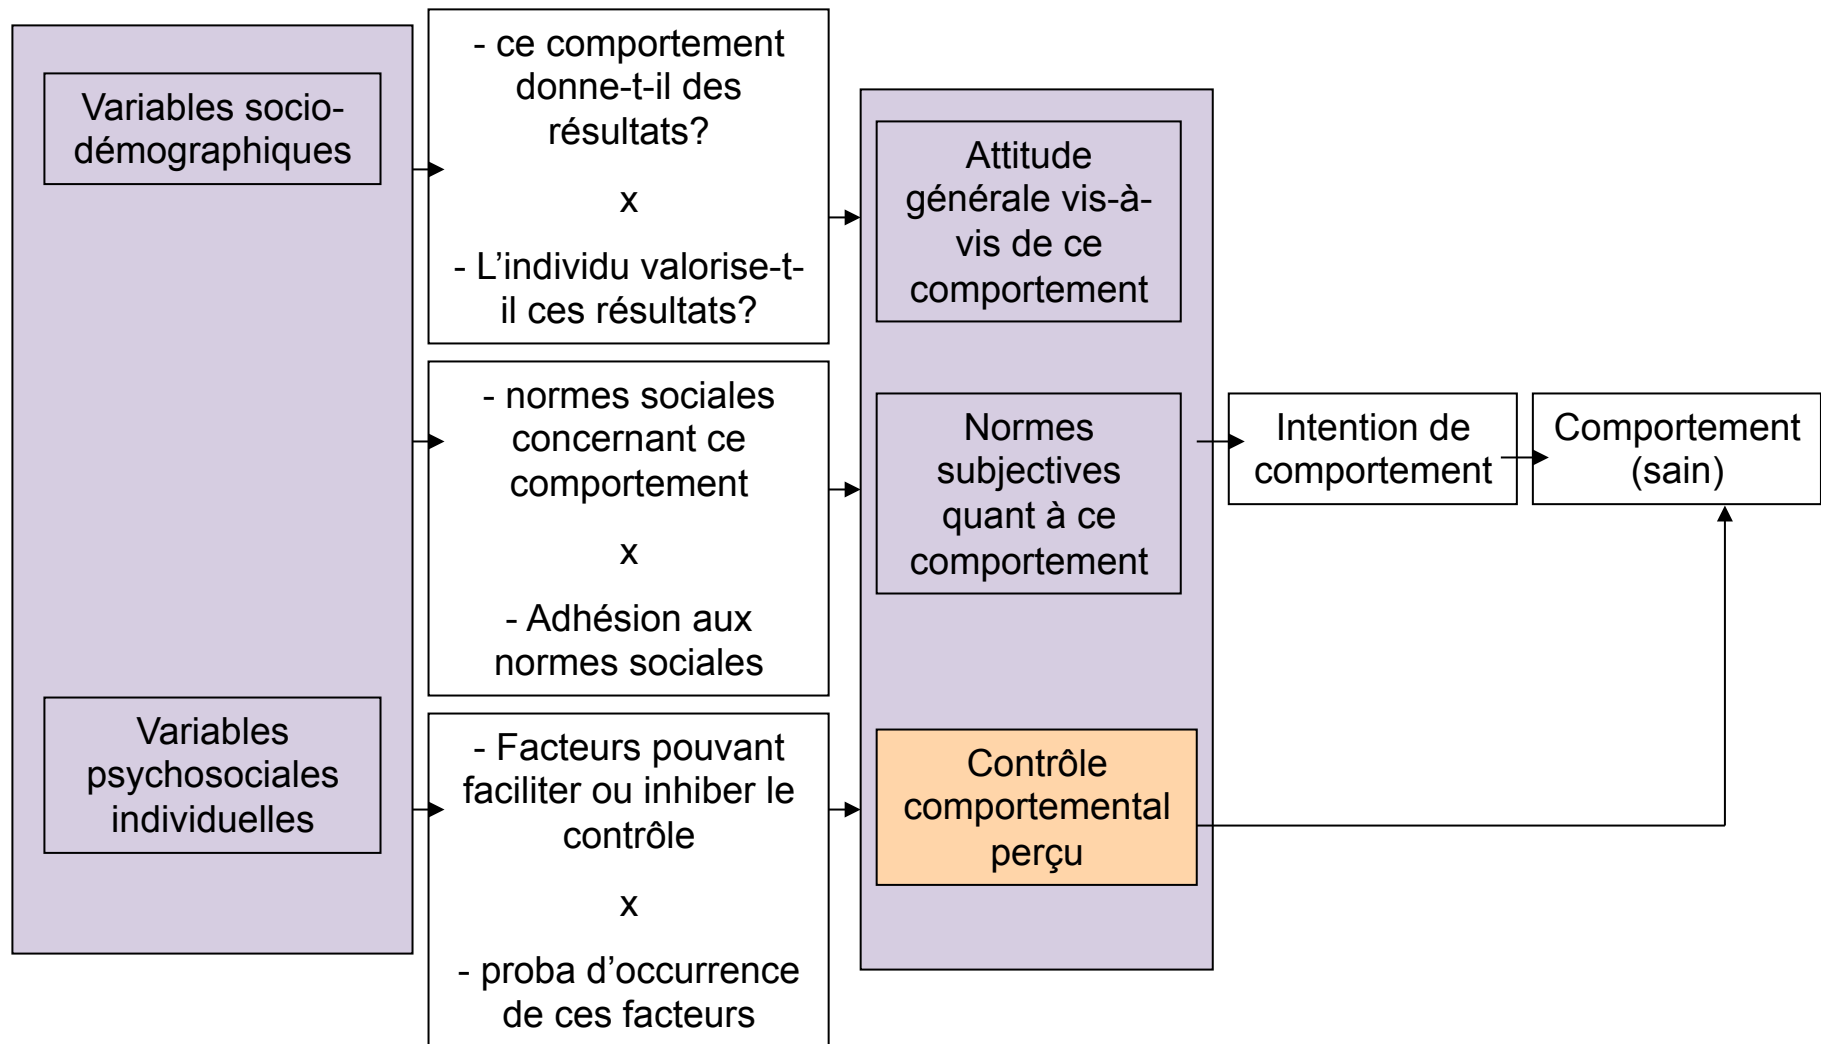 Variables socio-
démographiques
Variables
psychosociales
individuelles
- ce comportement
donne-t-il des
résultats?
x
- L’individu valorise-t-
il ces résultats?
- normes sociales
concernant ce
comportement
x
- Adhésion aux
normes sociales
- Facteurs pouvant
faciliter ou inhiber le
contrôle
x
- proba d’occurrence
de ces facteurs
Attitude
générale vis-à-
vis de ce
comportement
Normes
subjectives
quant à ce
comportement
Contrôle
comportemental
perçu
Intention de
comportement
Comportement
(sain)